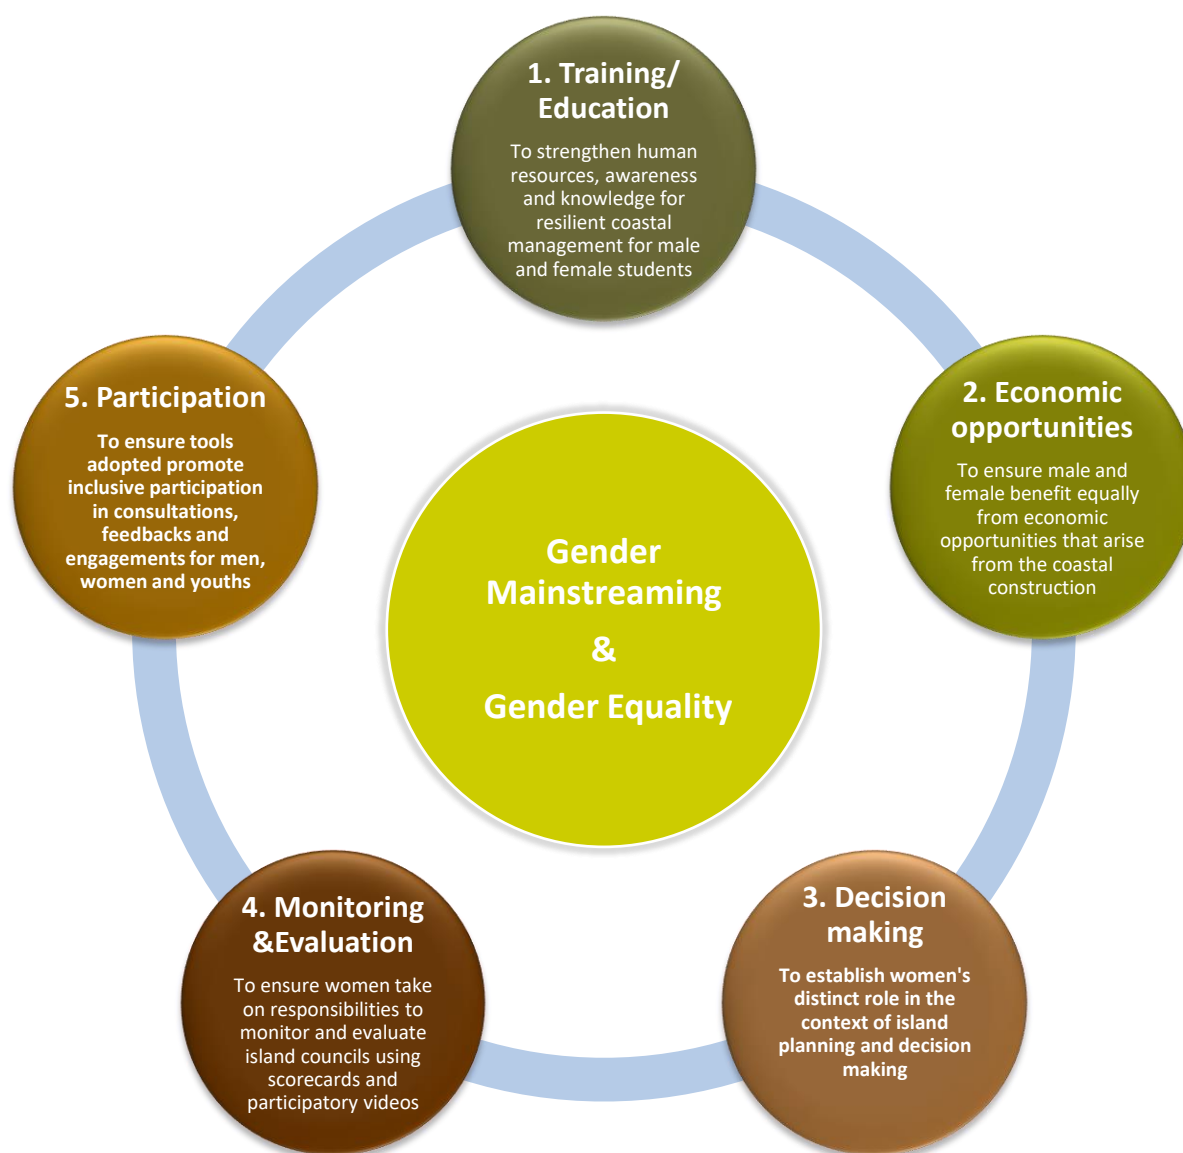 1. Training/
Education
To strengthen human
resources, awareness
and knowledge for
resilient coastal
management for male
and female students
2. Economic
opportunities
To ensure male and
female benefit equally
from economic
opportunities that arise
from the coastal
construction
3. Decision
making
To establish women's
distinct role in the
context of island
planning and decision
making
4. Monitoring
&Evaluation
To ensure women take
on responsibilities to
monitor and evaluate
island councils using
scorecards and
participatory videos
5. Participation
To ensure tools
adopted promote
inclusive participation
in consultations,
feedbacks and
engagements for men,
women and youths
Gender
Mainstreaming
&
Gender Equality